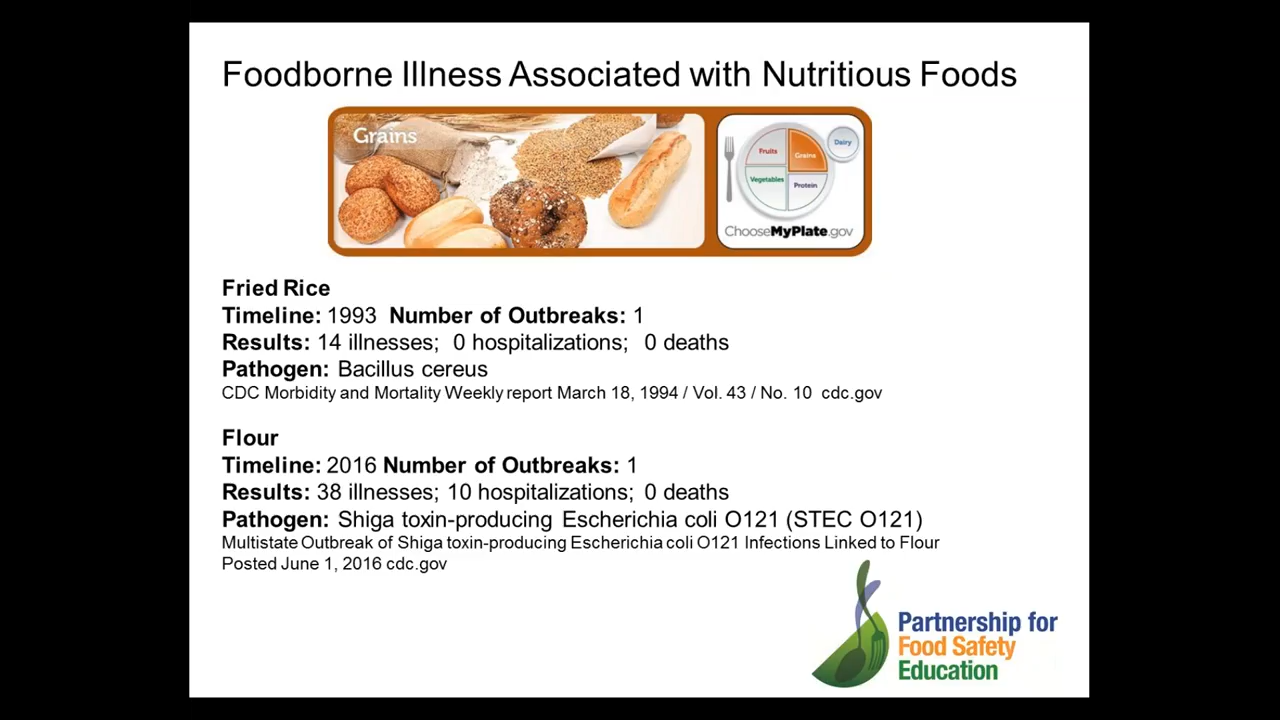 Foodborne Illness Associated with Nutritious Foods
Grains
Fruits
Grains
Dairy
Vegetables
Protein
ChooseMyPlate.gov
Fried Rice
Timeline: 1993 Number of Outbreaks: 1
Results: 14 illnesses; 0 hospitalizations; 0 deaths
Pathogen: Bacillus cereus
CDC Morbidity and Mortality Weekly report March 18, 1994 / Vol. 43 / No. 10 cdc.gov
Flour
Timeline: 2016 Number of Outbreaks: 1
Results: 38 illnesses; 10 hospitalizations; 0 deaths
Pathogen: Shiga toxin-producing Escherichia coli O121 (STEC O121)
Multistate Outbreak of Shiga toxin-producing Escherichia coli O121 Infections Linked to Flour
Posted June 1, 2016 cdc.gov
Partnership for
Food Safety
Education